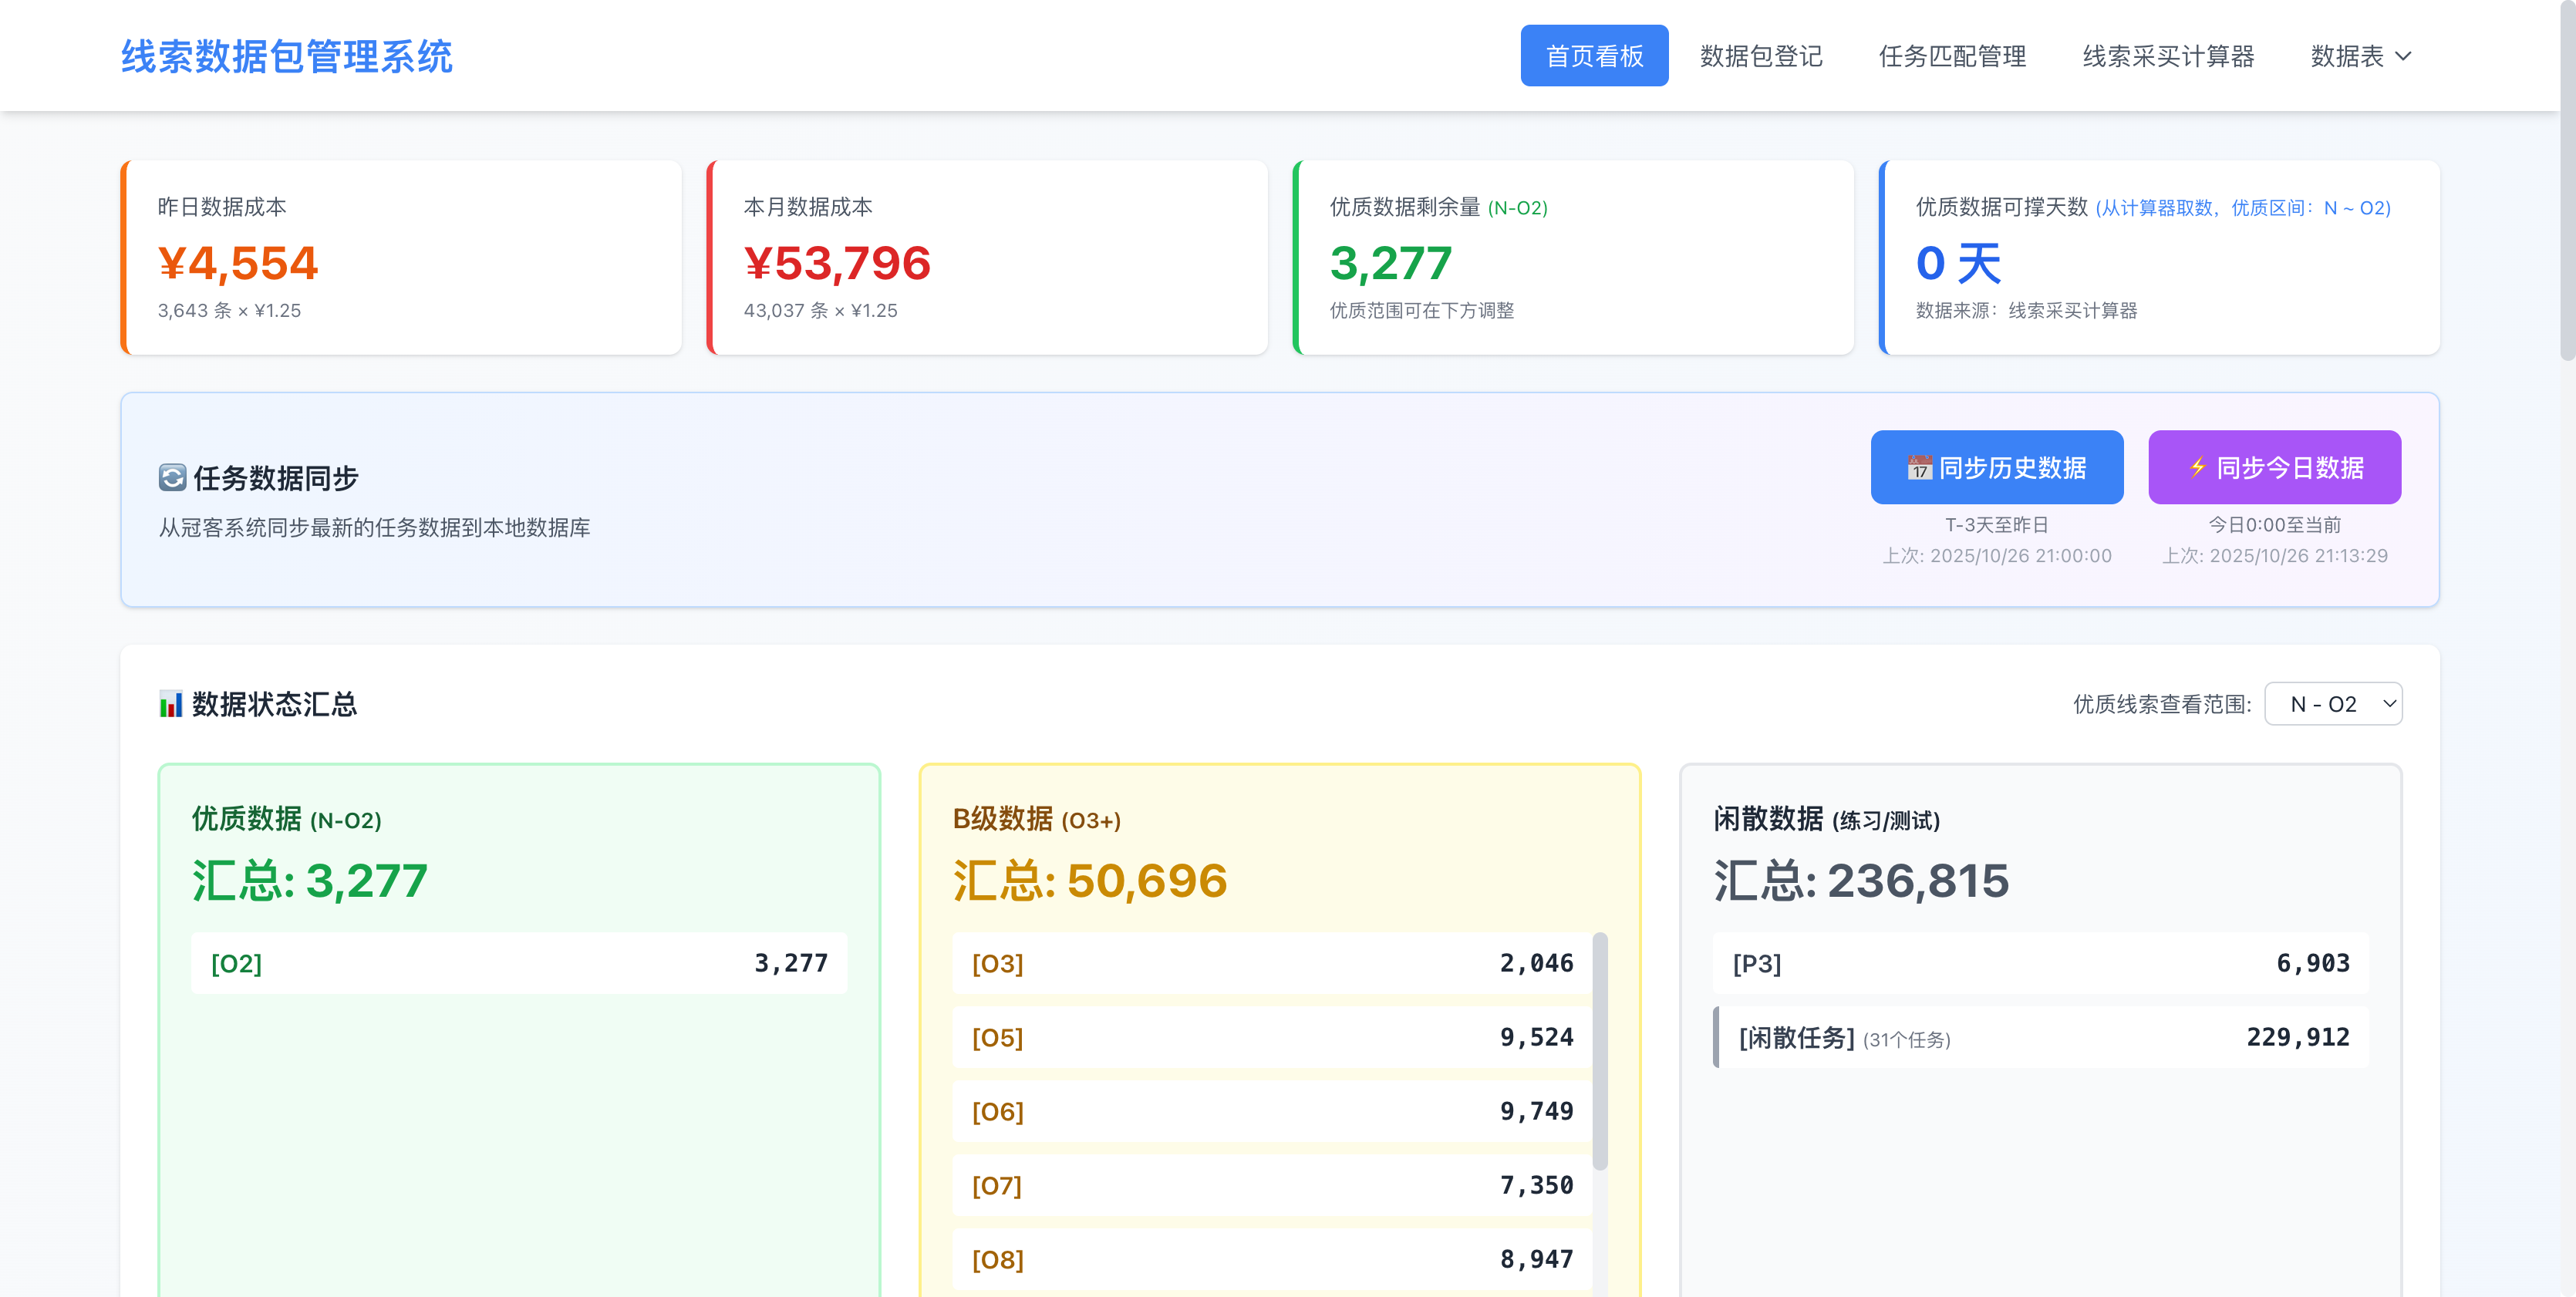 线索数据包管理系统
首页看板 数据包登记 任务匹配管理 线索采买计算器 数据表
昨日数据成本
¥4,554
3,643 条 × ¥1.25
本月数据成本
¥53,796
43,037 条 × ¥1.25
优质数据剩余量 (N-O2)
3,277
优质范围可在下方调整
优质数据可撑天数 (从计算器取数，优质区间：N ~ O2)
0 天
数据来源：线索采买计算器
任务数据同步
从冠客系统同步最新的任务数据到本地数据库
17 同步历史数据
T-3天至昨日
上次: 2025/10/26 21:00:00
同步今日数据
今日0:00至当前
上次: 2025/10/26 21:13:29
数据状态汇总
优质线索查看范围: N - O2
优质数据 (N-O2)
汇总: 3,277
[O2] 3,277
B级数据 (O3+)
汇总: 50,696
[O3] 2,046
[O5] 9,524
[O6] 9,749
[O7] 7,350
[O8] 8,947
闲散数据 (练习/测试)
汇总: 236,815
[P3] 6,903
[闲散任务] (31个任务) 229,912